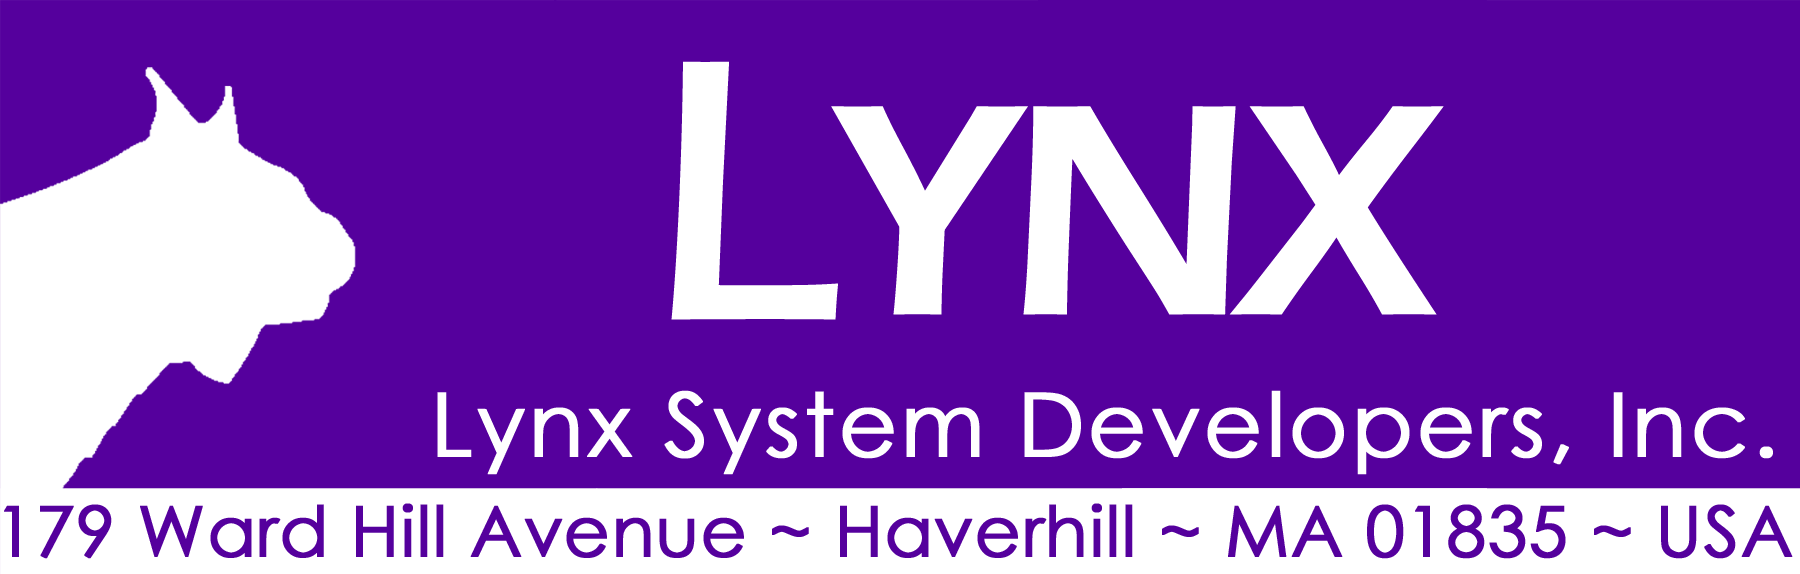 LYNX
Lynx System Developers, Inc.
179 Ward Hill Avenue ~ Haverhill ~ MA 01835 ~ USA